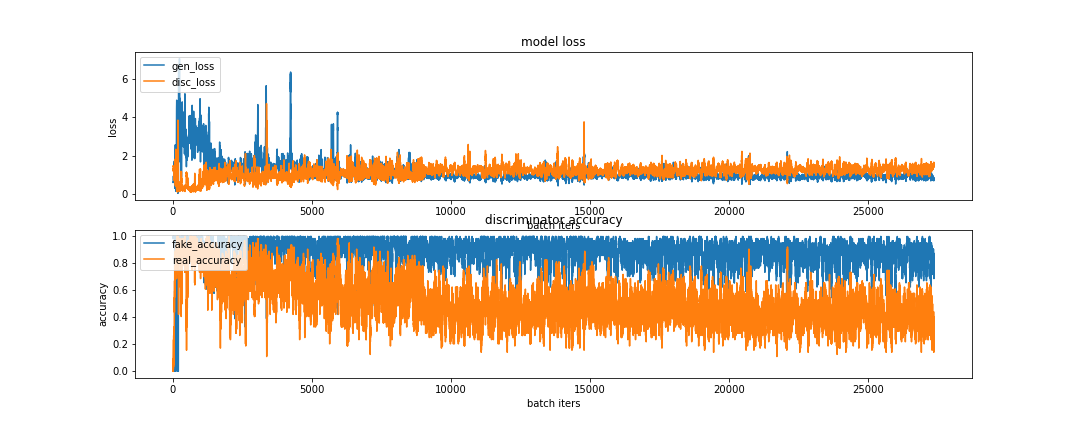 model loss
gen_loss
disc_loss
loss
6
4
2
0
0 5000 10000 15000 20000 25000
batch iters
discriminator accuracy
fake_accuracy
real_accuracy
accuracy
1.0
0.8
0.6
0.4
0.2
0.0
0 5000 10000 15000 20000 25000
batch iters